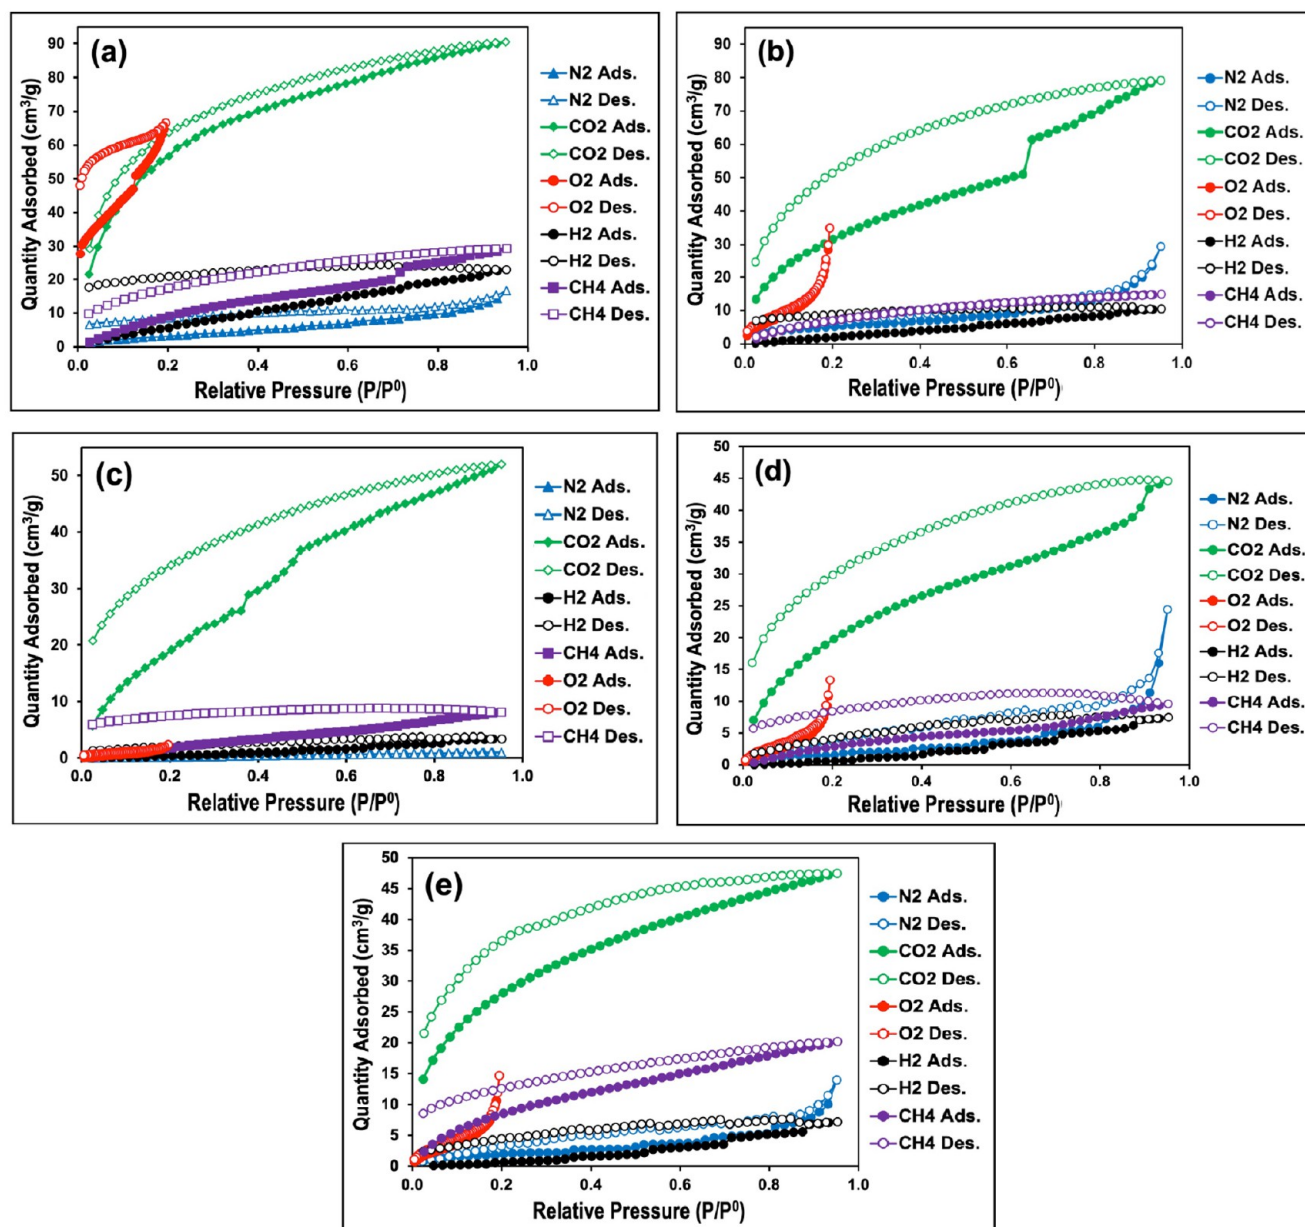 (a)
Quantity Adsorbed (cm³/g)
90
80
70
60
50
40
30
20
10
0
0.0
0.2
0.4
0.6
0.8
1.0
Relative Pressure (P/P⁰)
N2 Ads.
N2 Des.
CO2 Ads.
CO2 Des.
O2 Ads.
O2 Des.
H2 Ads.
H2 Des.
CH4 Ads.
CH4 Des.
(b)
Quantity Adsorbed (cm³/g)
90
80
70
60
50
40
30
20
10
0
0.0
0.2
0.4
0.6
0.8
1.0
Relative Pressure (P/P⁰)
N2 Ads.
N2 Des.
CO2 Ads.
CO2 Des.
O2 Ads.
O2 Des.
H2 Ads.
H2 Des.
CH4 Ads.
CH4 Des.
(c)
Quantity Adsorbed (cm³/g)
50
40
30
20
10
0
0.0
0.2
0.4
0.6
0.8
1.0
Relative Pressure (P/P⁰)
N2 Ads.
N2 Des.
CO2 Ads.
CO2 Des.
H2 Ads.
H2 Des.
CH4 Ads.
O2 Ads.
O2 Des.
CH4 Des.
(d)
Quantity Adsorbed (cm³/g)
50
45
40
35
30
25
20
15
10
5
0
0.0
0.2
0.4
0.6
0.8
1.0
Relative Pressure (P/P⁰)
N2 Ads.
N2 Des.
CO2 Ads.
CO2 Des.
O2 Ads.
O2 Des.
H2 Ads.
H2 Des.
CH4 Ads.
CH4 Des.
(e)
Quantity Adsorbed (cm³/g)
50
45
40
35
30
25
20
15
10
5
0
0.0
0.2
0.4
0.6
0.8
1.0
Relative Pressure (P/P⁰)
N2 Ads.
N2 Des.
CO2 Ads.
CO2 Des.
O2 Ads.
O2 Des.
H2 Ads.
H2 Des.
CH4 Ads.
CH4 Des.